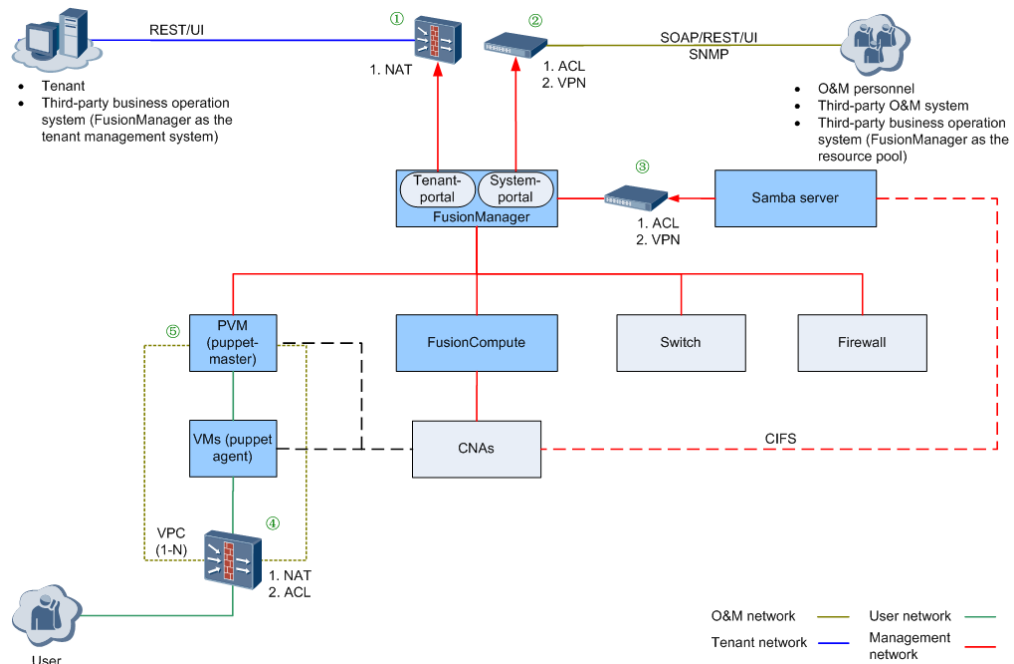 REST/UI
①
②
SOAP/REST/UI
SNMP
1. NAT
1. ACL
2. VPN
• Tenant
• Third-party business operation
system (FusionManager as the
tenant management system)
• O&M personnel
• Third-party O&M system
• Third-party business operation
system (FusionManager as the
resource pool)
Tenant-
portal
System-
portal
FusionManager
③
1. ACL
2. VPN
Samba server
⑤
PVM
(puppet-
master)
FusionCompute
Switch
Firewall
VMs (puppet
agent)
CNAs
CIFS
VPC
(1-N)
④
1. NAT
2. ACL
User
O&M network
User network
Tenant network
Management
network